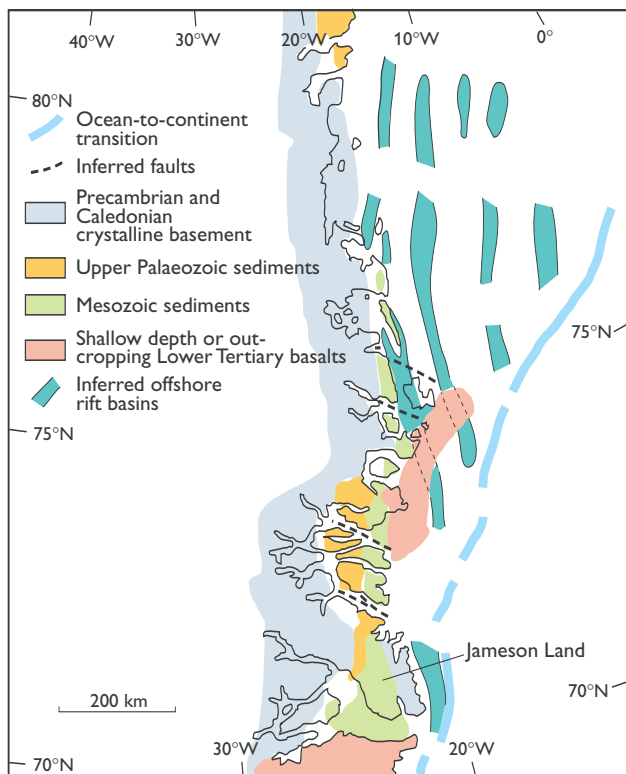 40°W 30°W 20°W 10°W 0°
80°N
Ocean-to-continent
transition
Inferred faults
Precambrian and
Caledonian
crystalline basement
Upper Palaeozoic sediments
Mesozoic sediments
Shallow depth or out-
cropping Lower Tertiary basalts
Inferred offshore
rift basins
75°N
75°N
Jameson Land
200 km
70°N
30°W 20°W
70°N